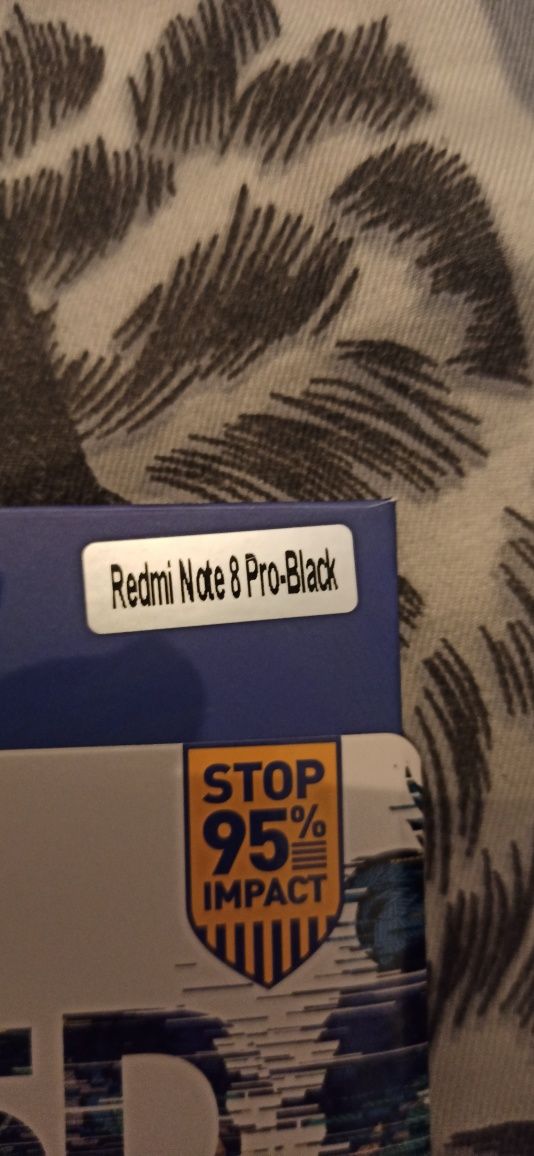 Redmi Note 8 Pro-Black
STOP
95%
IMPACT